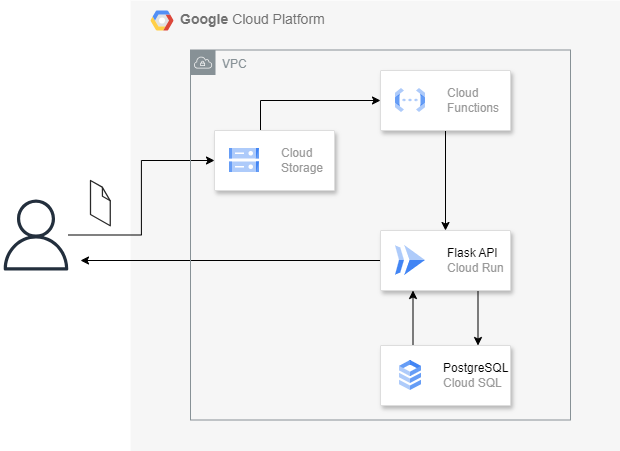 Google Cloud Platform
VPC
Cloud
Functions
Cloud
Storage
Flask API
Cloud Run
PostgreSQL
Cloud SQL